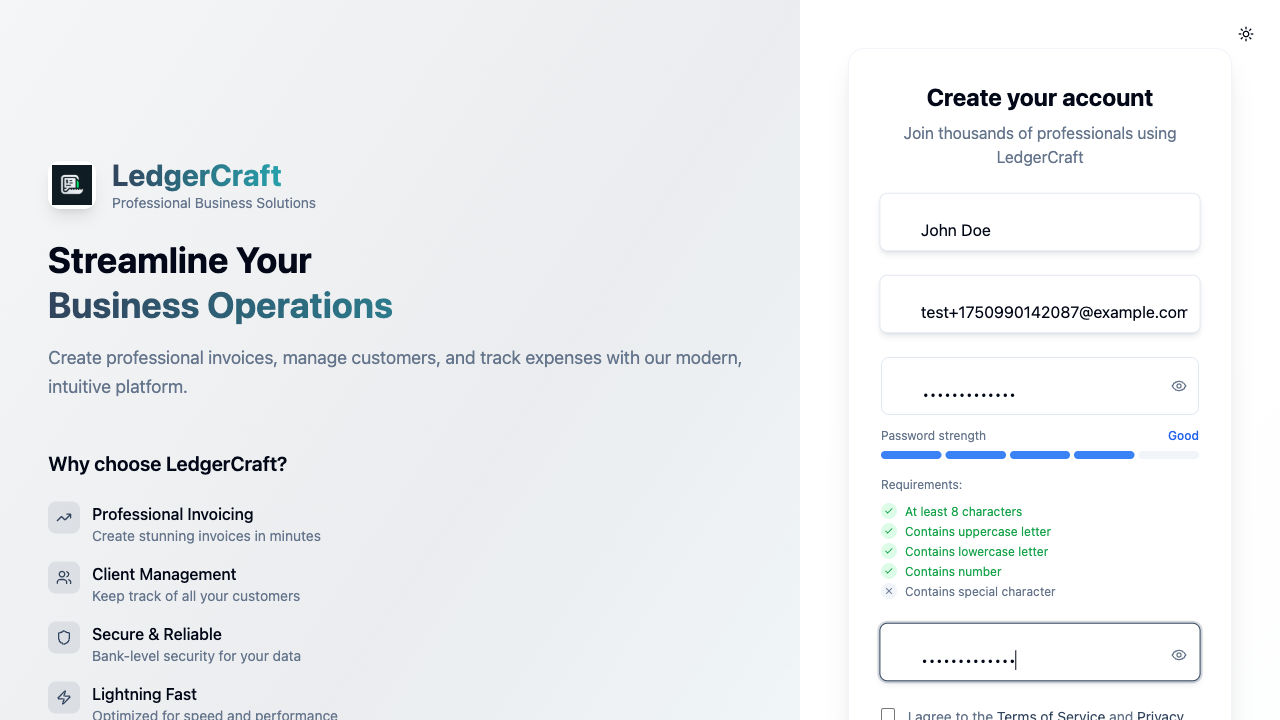 LedgerCraft
Professional Business Solutions
Streamline Your
Business Operations
Create professional invoices, manage customers, and track expenses with our modern,
intuitive platform.
Why choose LedgerCraft?
Professional Invoicing
Create stunning invoices in minutes
Client Management
Keep track of all your customers
Secure & Reliable
Bank-level security for your data
Lightning Fast
Optimized for speed and performance
Create your account
Join thousands of professionals using
LedgerCraft
John Doe
test+1750990142087@example.com
•••••••••••••
Password strength
Good
Requirements:
At least 8 characters
Contains uppercase letter
Contains lowercase letter
Contains number
Contains special character
•••••••••••••
I agree to the Terms of Service and Privacy